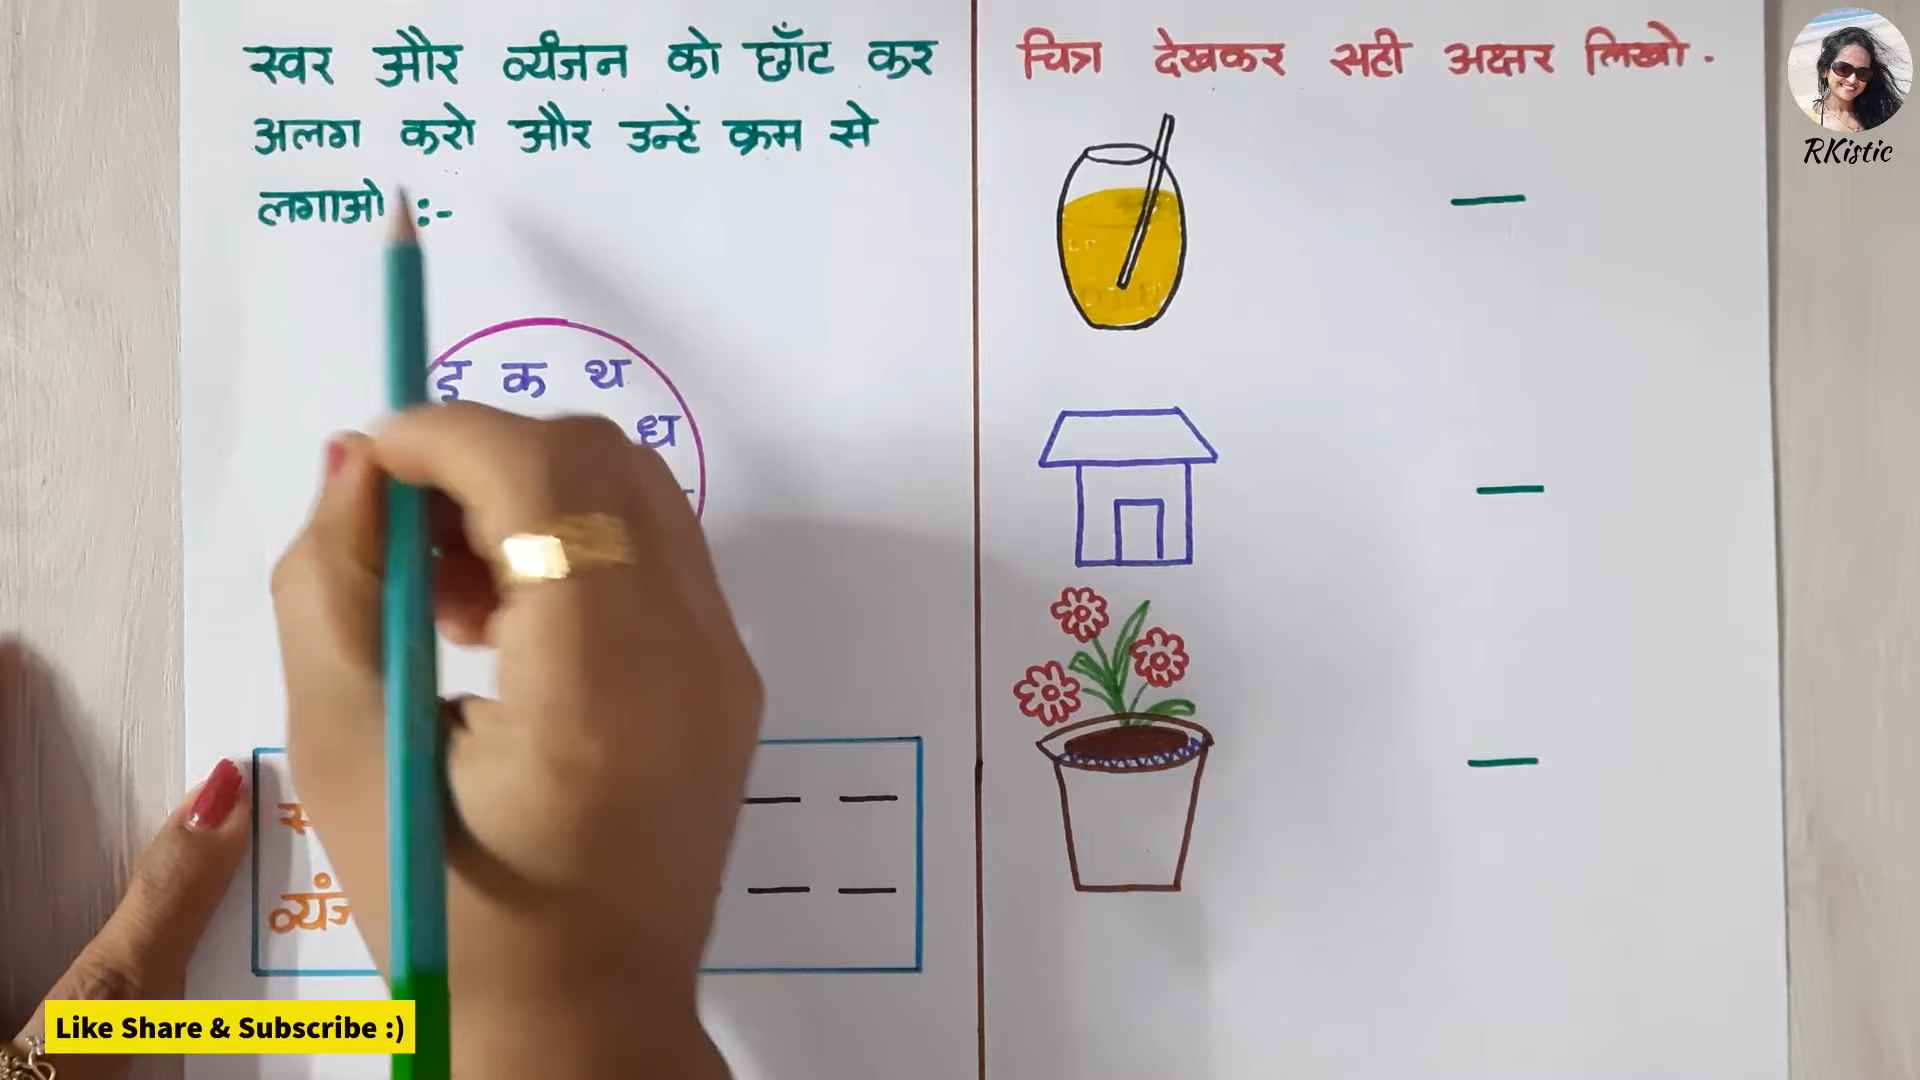 स्वर और व्यंजन को छाँट कर
अलग करो और उन्हें क्रम से
लगाओ :-
इ क थ
ध
व्यंज
चित्र देखकर सही अक्षर लिखो .
RKistic
Like Share & Subscribe :)